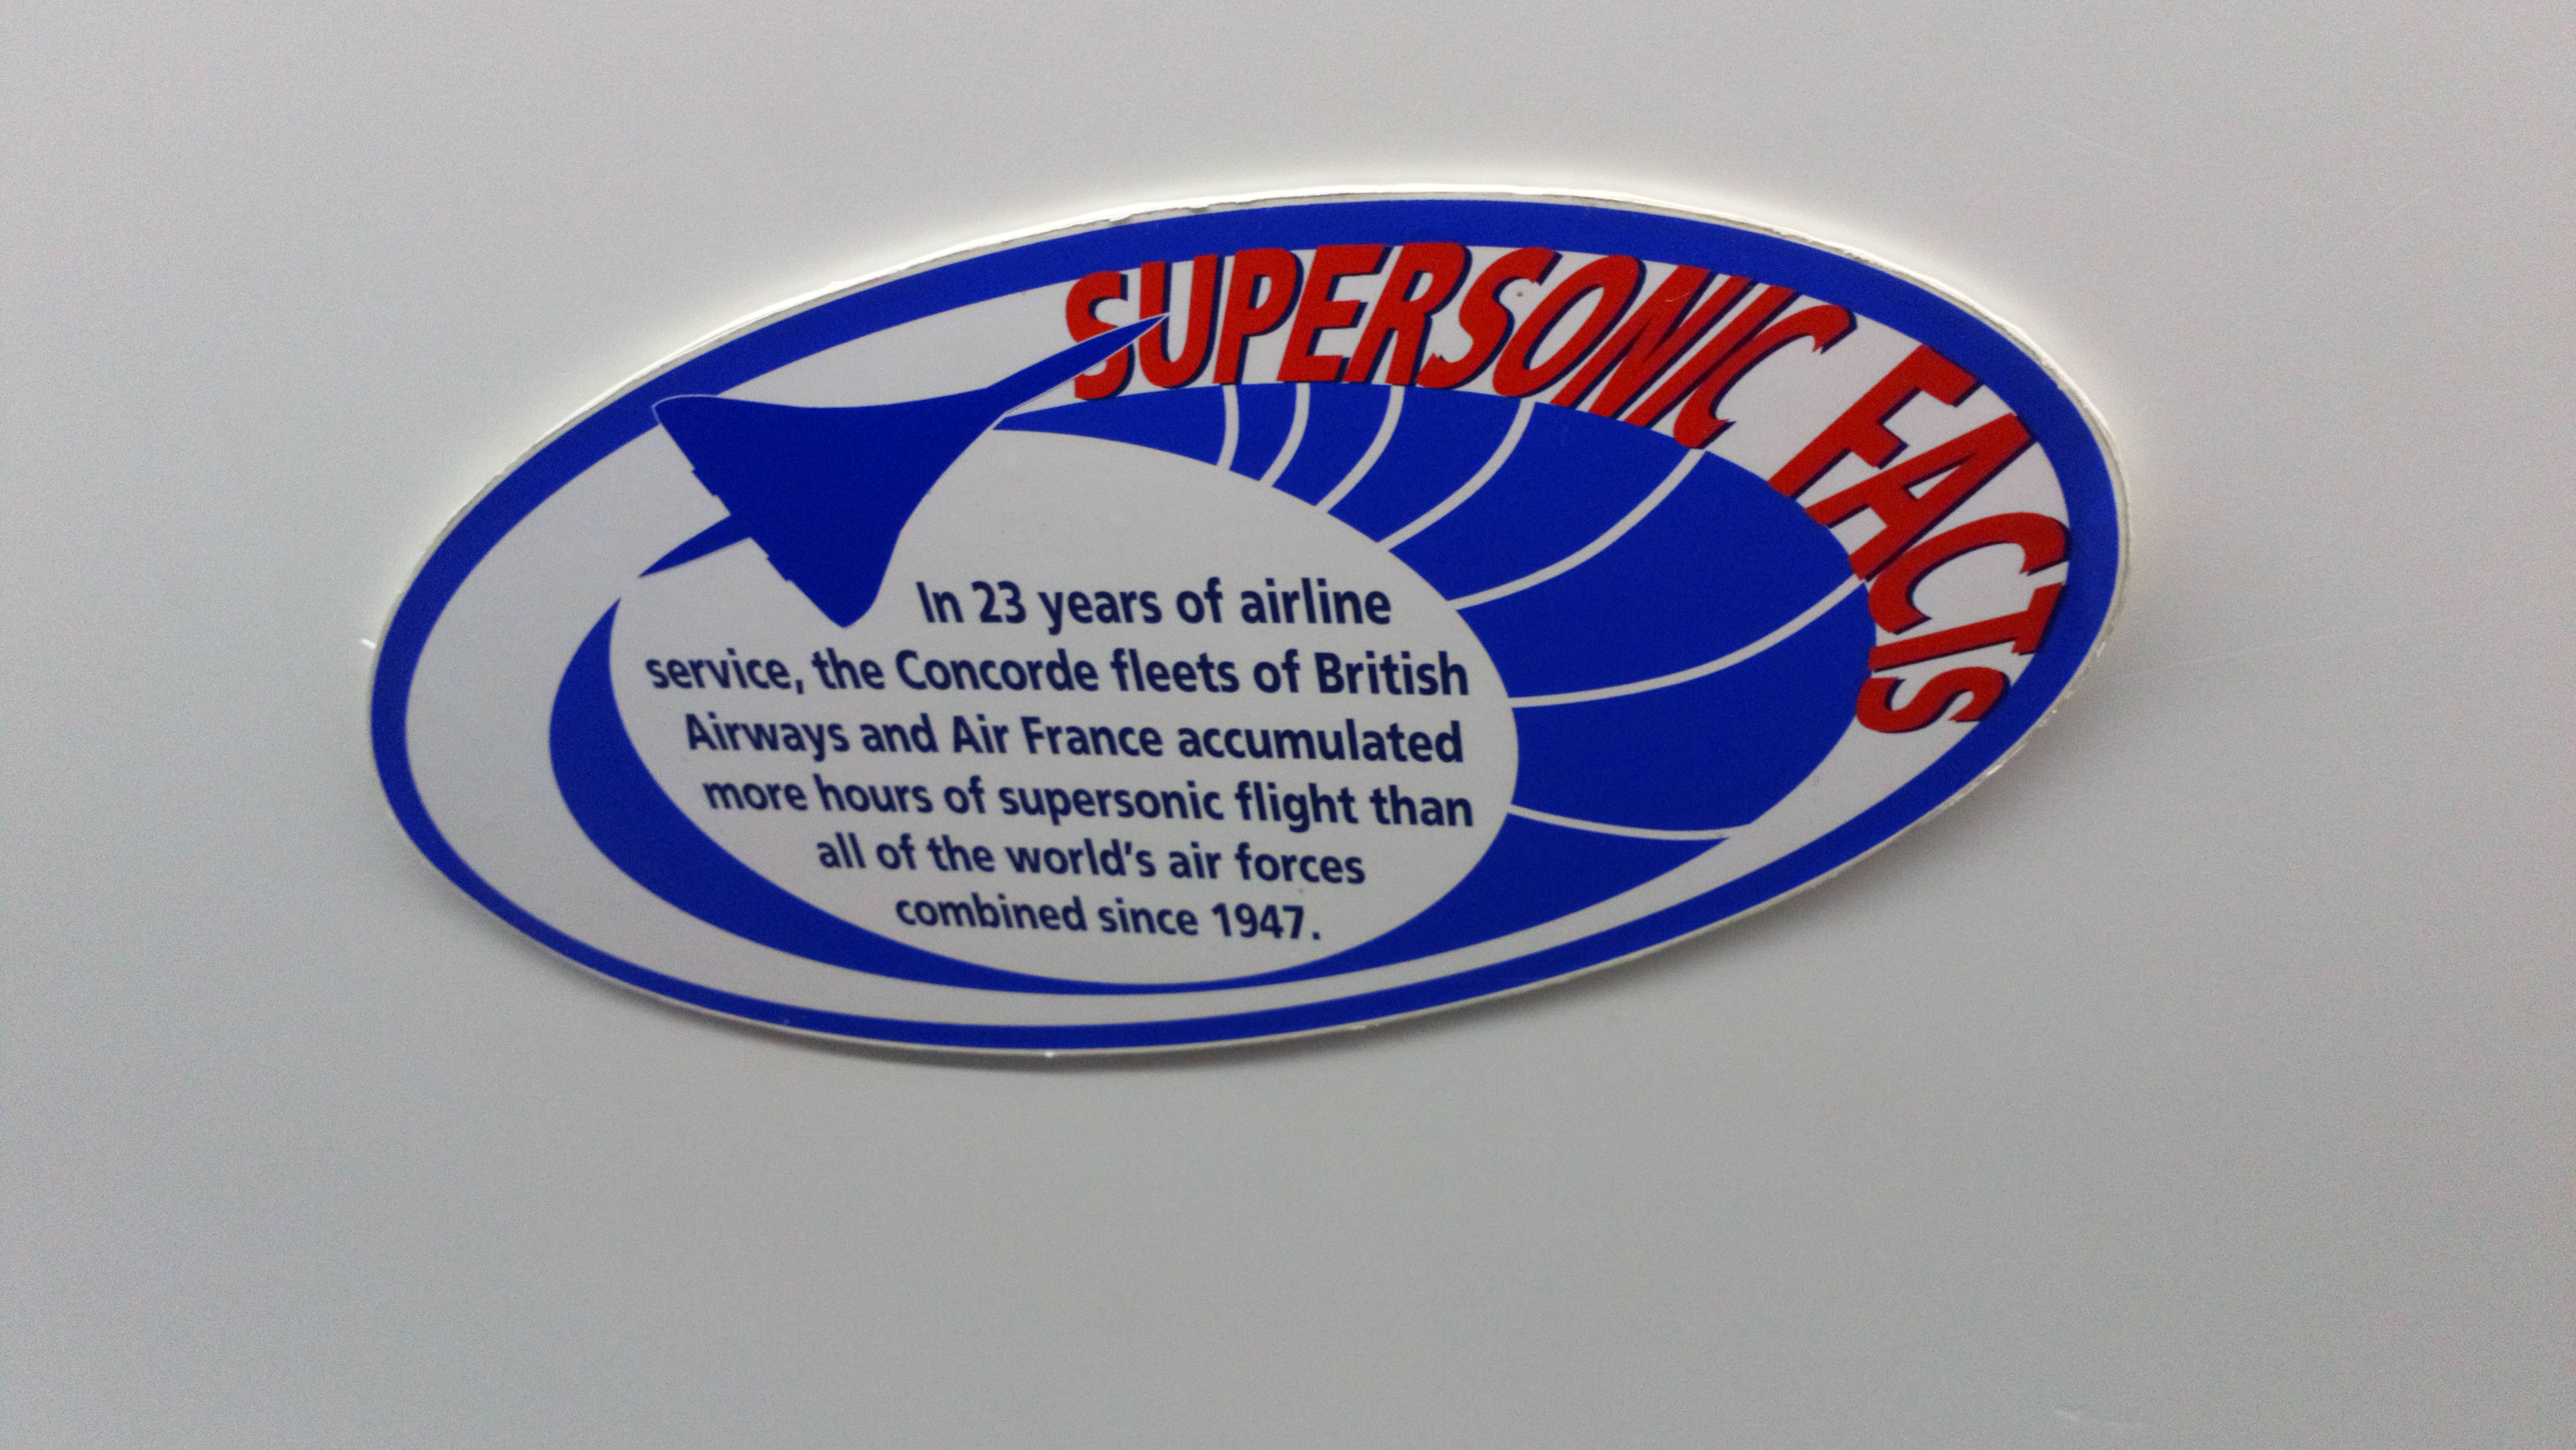 SUPERSONIC FACTS
In 23 years of airline
service, the Concorde fleets of British
Airways and Air France accumulated
more hours of supersonic flight than
all of the world's air forces
combined since 1947.